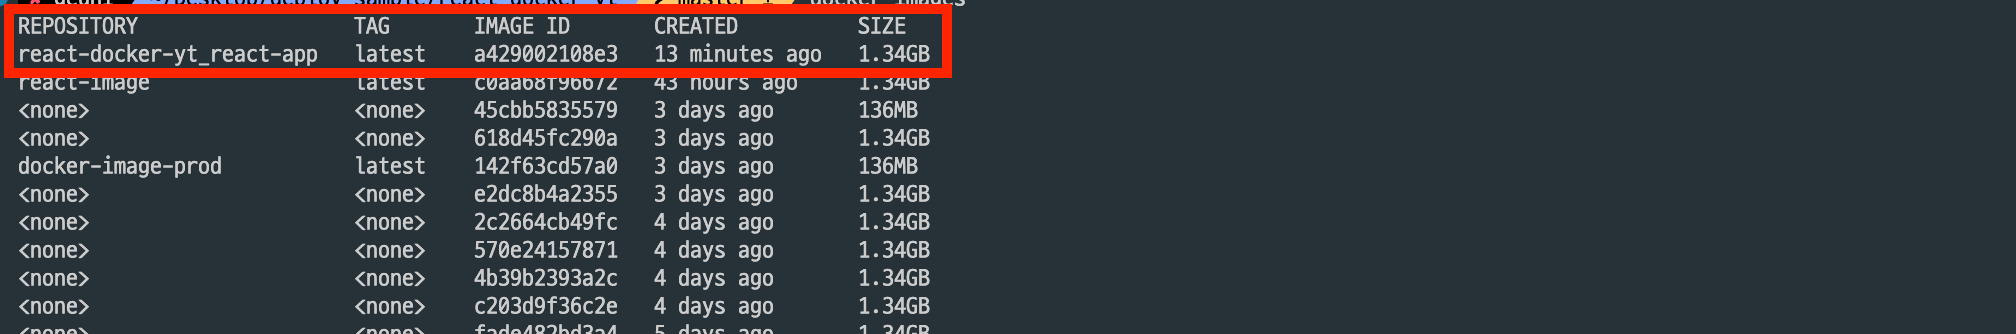 docker images
REPOSITORY TAG IMAGE ID CREATED SIZE
react-docker-yt_react-app latest a429002108e3 13 minutes ago 1.34GB
react-image latest c0aa68f96672 43 hours ago 1.34GB
<none> <none> 45cbb5835579 3 days ago 136MB
<none> <none> 618d45fc290a 3 days ago 1.34GB
docker-image-prod latest 142f63cd57a0 3 days ago 136MB
<none> <none> e2dc8b4a2355 3 days ago 1.34GB
<none> <none> 2c2664cb49fc 4 days ago 1.34GB
<none> <none> 570e24157871 4 days ago 1.34GB
<none> <none> 4b39b2393a2c 4 days ago 1.34GB
<none> <none> c203d9f36c2e 4 days ago 1.34GB
<none> <none> fade482bd3a4 5 days ago 1.34GB